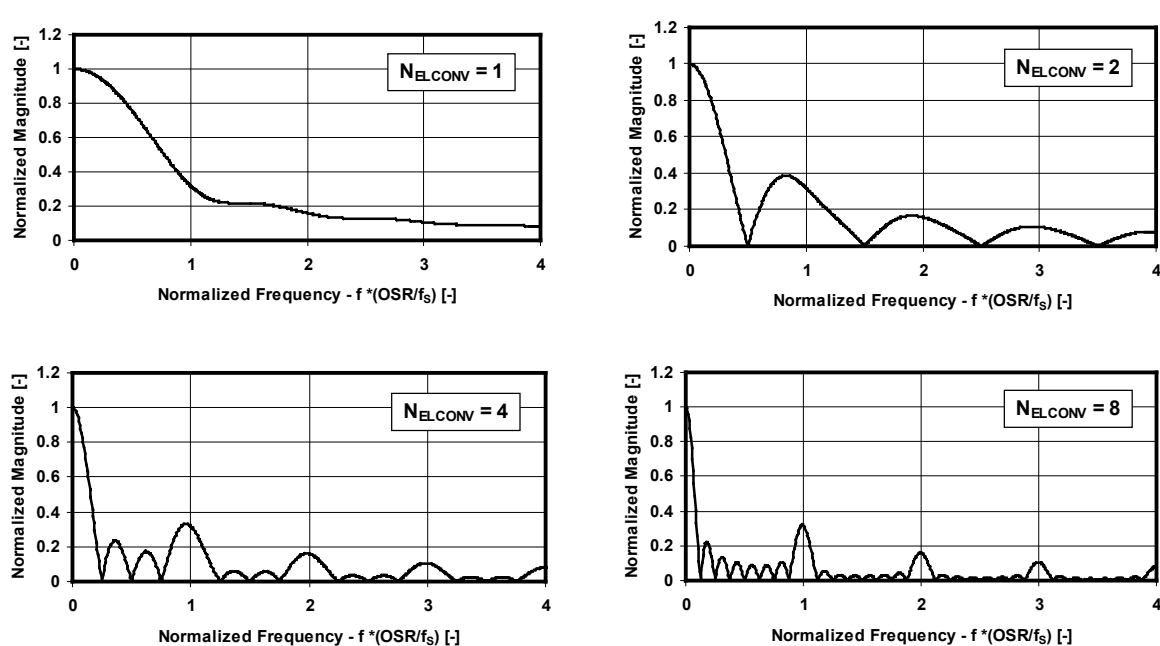 Normalized Magnitude [-]
1.2
1
0.8
0.6
0.4
0.2
0
N_ELCONV = 1
0 1 2 3 4
Normalized Frequency - f *(OSR/f_S) [-]
Normalized Magnitude [-]
1.2
1
0.8
0.6
0.4
0.2
0
N_ELCONV = 2
0 1 2 3 4
Normalized Frequency - f *(OSR/f_S) [-]
Normalized Magnitude [-]
1.2
1
0.8
0.6
0.4
0.2
0
N_ELCONV = 4
0 1 2 3 4
Normalized Frequency - f *(OSR/f_S) [-]
Normalized Magnitude [-]
1.2
1
0.8
0.6
0.4
0.2
0
N_ELCONV = 8
0 1 2 3 4
Normalized Frequency - f *(OSR/f_S) [-]